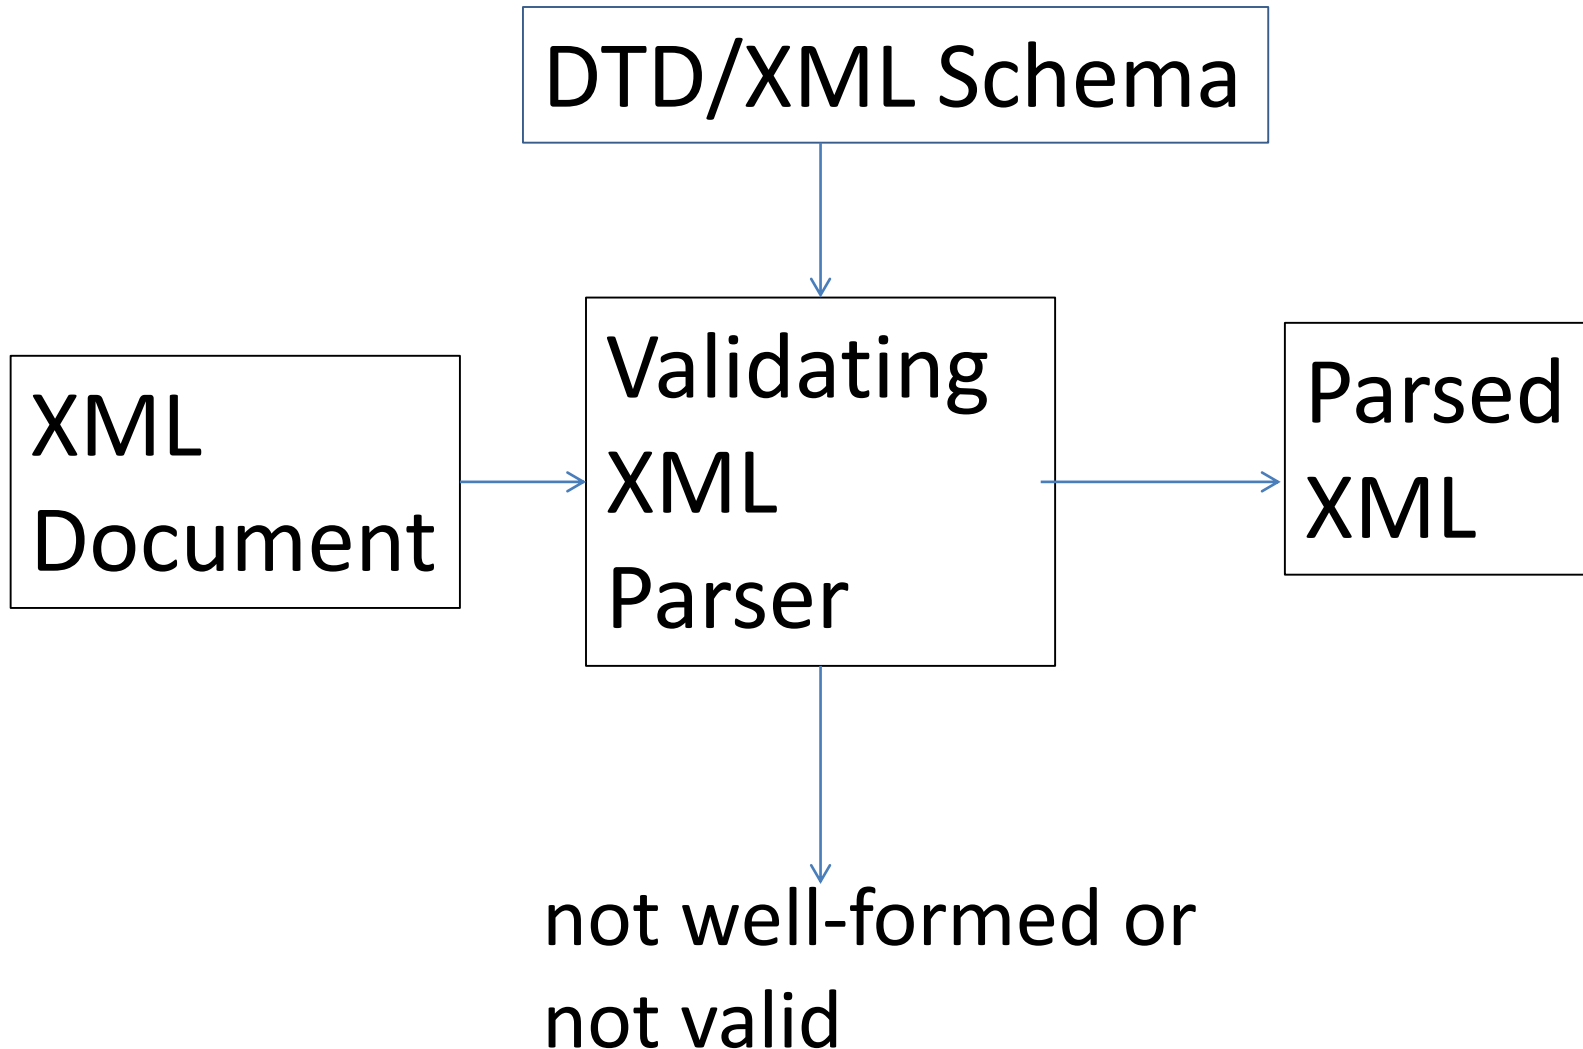 DTD/XML Schema
XML
Document
Validating
XML
Parser
Parsed
XML
not well-formed or
not valid